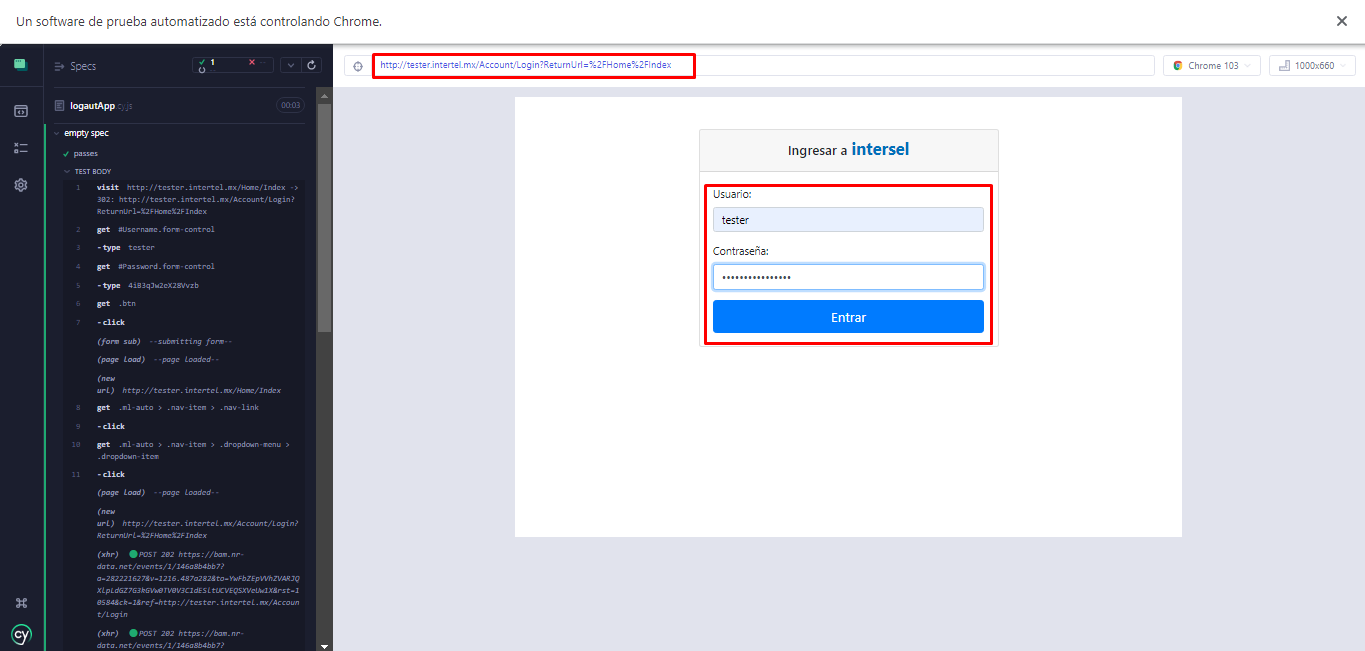 Un software de prueba automatizado está controlando Chrome.
Specs
1
logautApp cy.js
00:03
empty spec
passes
TEST BODY
1 visit http://tester.intertel.mx/Home/Index ->
302: http://tester.intertel.mx/Account/Login?
ReturnUrl=%2FHome%2FIndex
2 get #Username.form-control
3 -type tester
4 get #Password.form-control
5 -type 4iB3qJw2eX28Vvzb
6 get .btn
7 -click
(form sub) --submitting form--
(page load) --page loaded--
(new
url) http://tester.intertel.mx/Home/Index
8 get .ml-auto > .nav-item > .nav-link
9 -click
10 get .ml-auto > .nav-item > .dropdown-menu >
.dropdown-item
11 -click
(page load) --page loaded--
(new
url) http://tester.intertel.mx/Account/Login?
ReturnUrl=%2FHome%2FIndex
(xhr) POST 202 https://bam.nr-
data.net/events/1/146a8b4bb7?
a=282221627&v=1216.487a282&to=YwFbZEpVVhZVARJQ
XlpLdGZ7G3kGVw0TV0V3C1dESltUCVEQSXVeUw1X&rst=1
0584&ck=1&ref=http://tester.intertel.mx/Accoun
t/Login
(xhr) POST 202 https://bam.nr-
data.net/events/1/146a8b4bb7?
cy
http://tester.intertel.mx/Account/Login?ReturnUrl=%2FHome%2FIndex
Chrome 103
1000x660
Ingresar a intersel
Usuario:
tester
Contraseña:
Entrar